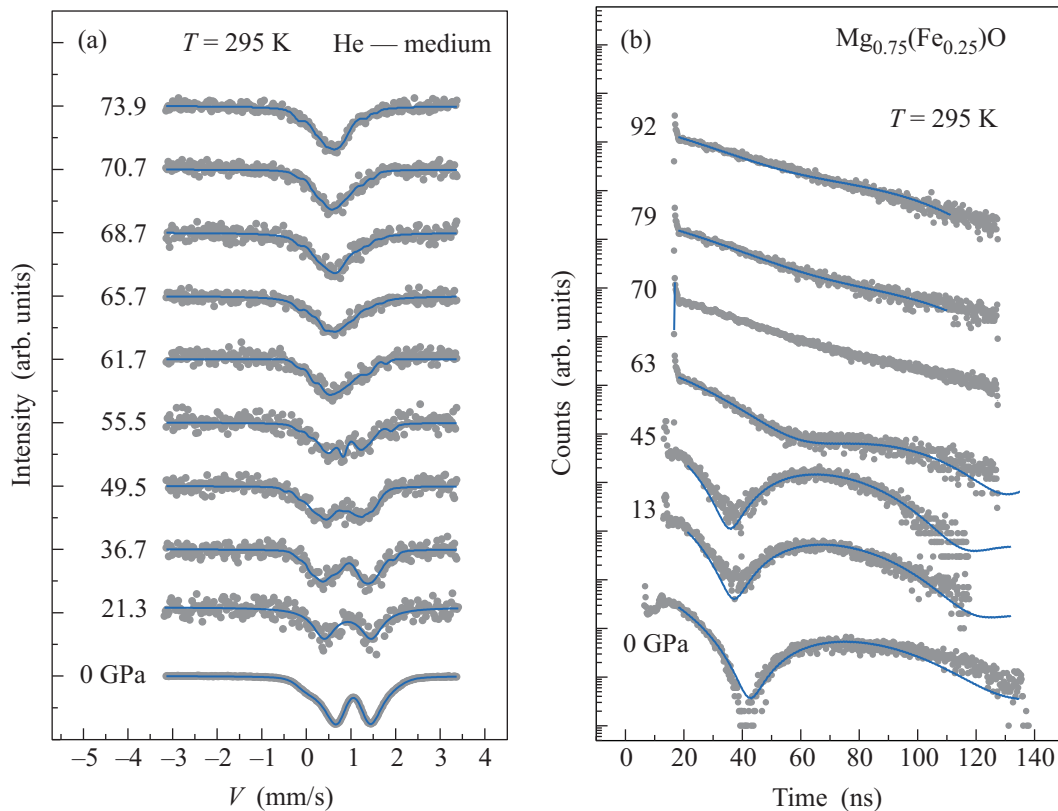 (a)
T = 295 K
He — medium
73.9
70.7
68.7
65.7
61.7
55.5
49.5
36.7
21.3
0 GPa
Intensity (arb. units)
–5 –4 –3 –2 –1 0 1 2 3 4 5
V (mm/s)
(b)
Mg0.75(Fe0.25)O
T = 295 K
92
79
70
63
45
13
0 GPa
Counts (arb. units)
0 20 40 60 80 100 120 140
Time (ns)